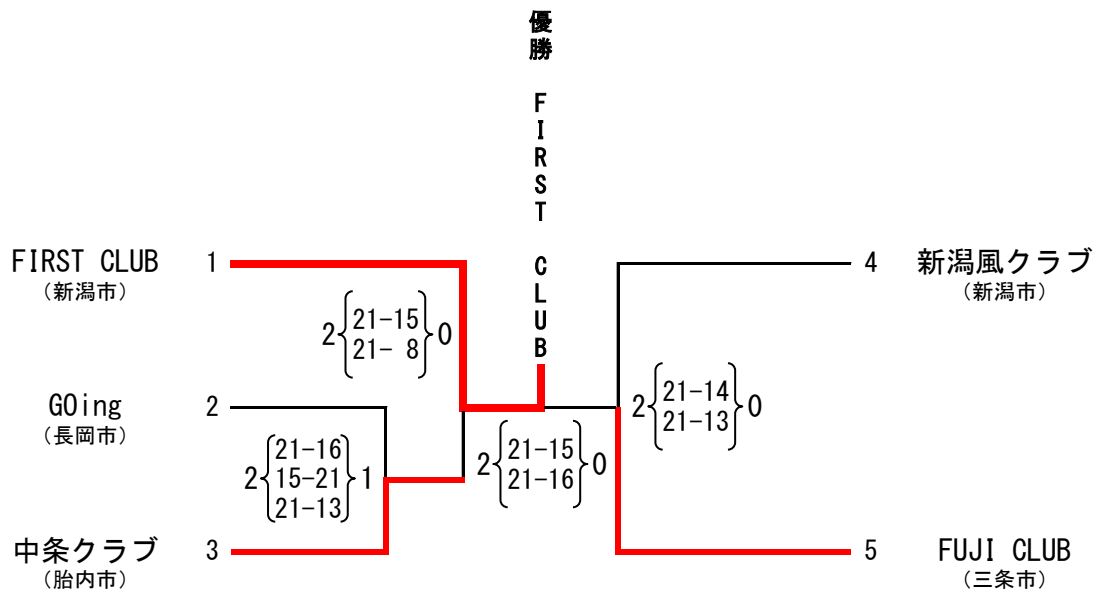 優勝 FIRST CLUB
FIRST CLUB 1
(新潟市)
4 新潟風クラブ
(新潟市)
2{21-15 21- 8}0
GOing 2
(長岡市)
2{21-14 21-13}0
2{21-16 15-21 21-13}1
2{21-15 21-16}0
中条クラブ 3
(胎内市)
5 FUJI CLUB
(三条市)